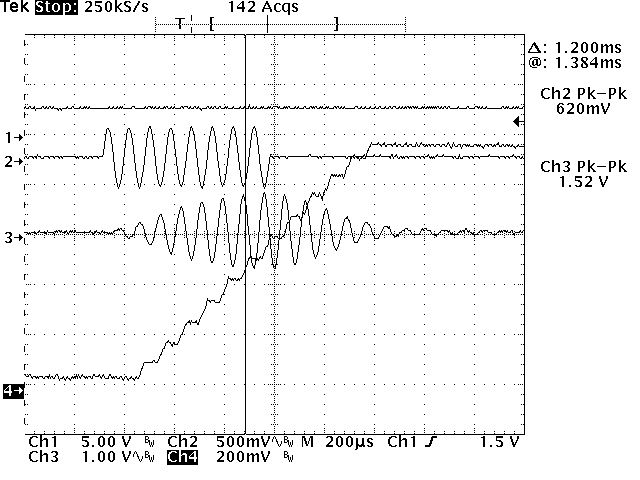 Tek Stop: 250kS/s 142 Acqs
T [ ]
Δ: 1.200ms
@: 1.384ms
Ch2 Pk-Pk
620mV
Ch3 Pk-Pk
1.52 V
1→
2→
3→
4→
Ch1 5.00 V BW Ch2 500mV∿BW M 200µs Ch1 ƒ 1.5 V
Ch3 1.00 V∿BW Ch4 200mV BW